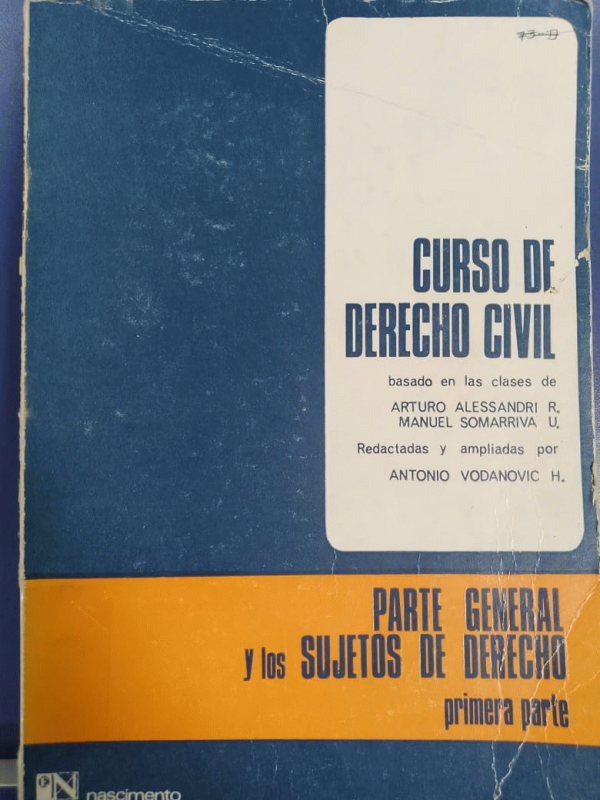 CURSO DE
DERECHO CIVIL
basado en las clases de
ARTURO ALESSANDRI R.
MANUEL SOMARRIVA U.
Redactadas y ampliadas por
ANTONIO VODANOVIC H.
PARTE GENERAL
y los SUJETOS DE DERECHO
primera parte
nascimento